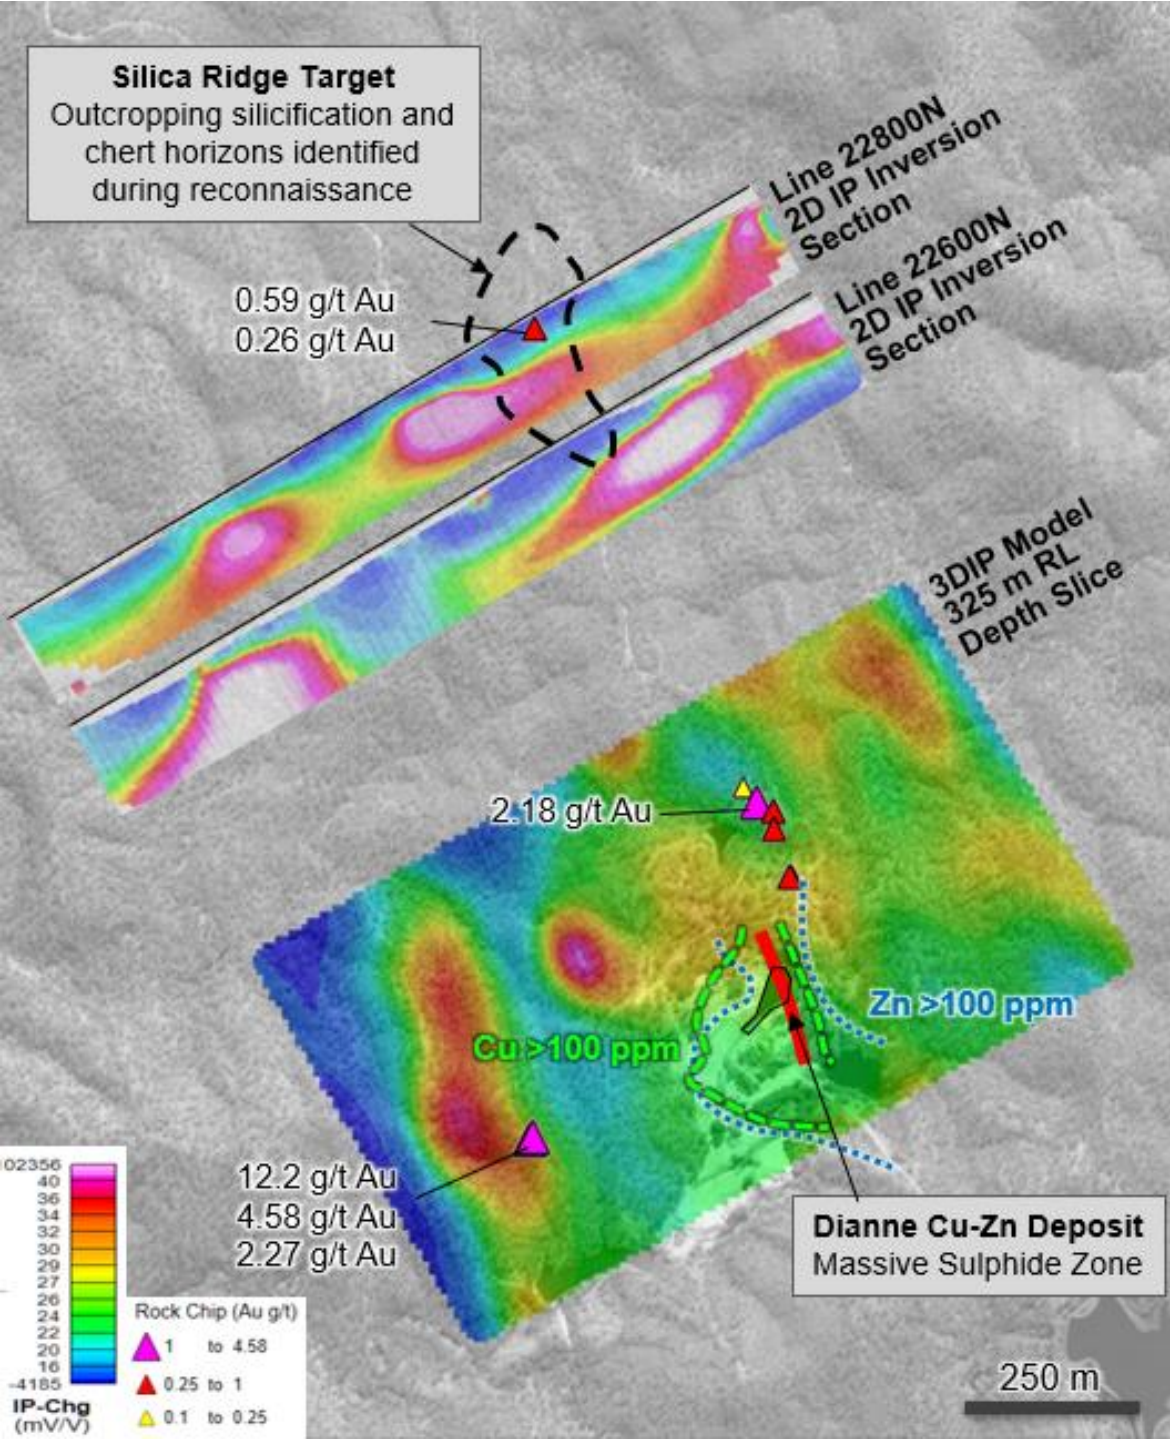 Silica Ridge Target
Outcropping silicification and
chert horizons identified
during reconnaissance
Line 22800N
2D IP Inversion
Section
Line 22600N
2D IP Inversion
Section
0.59 g/t Au
0.26 g/t Au
3DIP Model
325 m RL
Depth Slice
2.18 g/t Au
Zn >100 ppm
Cu >100 ppm
12.2 g/t Au
4.58 g/t Au
2.27 g/t Au
Dianne Cu-Zn Deposit
Massive Sulphide Zone
02356
40
36
34
32
30
29
27
26
24
22
20
16
-4185
IP-Chg
(mV/V)
Rock Chip (Au g/t)
1 to 4.58
0.25 to 1
0.1 to 0.25
250 m